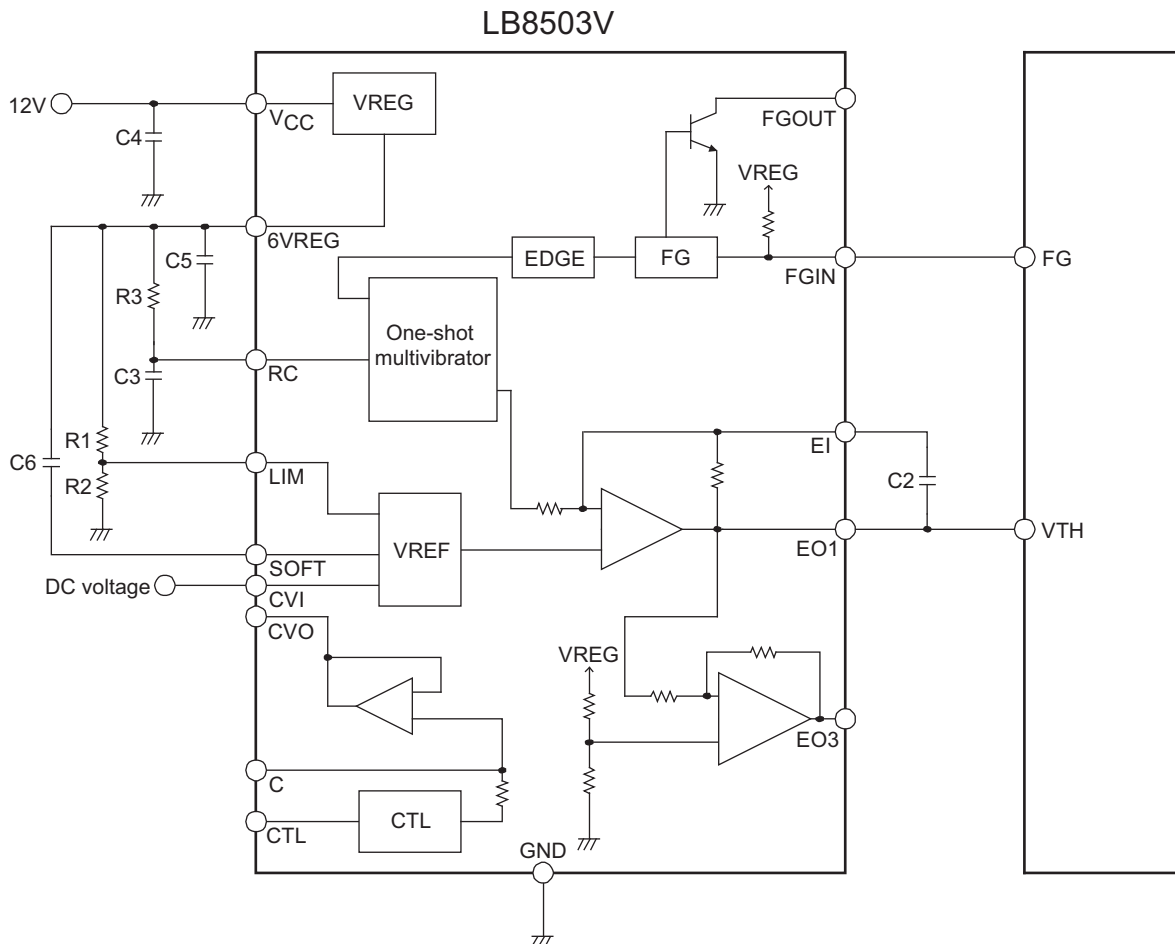 LB8503V
12V
VCC
VREG
FGOUT
C4
VREG
6VREG
C5
EDGE
FG
FGIN
FG
R3
One-shot
multivibrator
RC
C3
R1
EI
C6
LIM
R2
C2
VREF
EO1
VTH
SOFT
DC voltage
CVI
CVO
VREG
EO3
C
CTL
CTL
GND